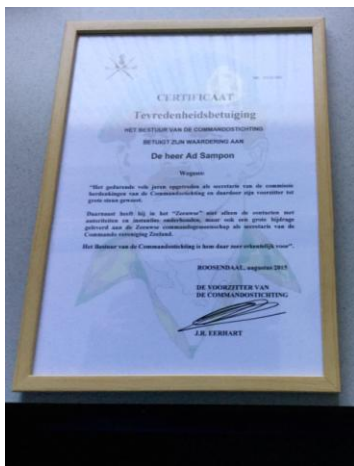 CERTIFICAAT
Tevredenheidsbetuiging
HET BESTUUR VAN DE COMMANDOSTICHTING
BETUIGT ZIJN WAARDERING AAN
De heer Ad Sampon
Wegens:
"Het gedurende vele jaren opgetreden als secretaris van de commissie
herdenkingen van de Commandostichting en daardoor zijn voorzitter tot
grote steun geweest.
Daarnaast heeft hij in het "Zeeuwse" niet alleen de contacten met
autoriteiten en instanties onderhouden, maar ook een grote bijdrage
geleverd aan de Zeeuwse commandogemeenschap als secretaris van de
Commando vereniging Zeeland.
Het Bestuur van de Commandostichting is hem daar zeer erkentelijk voor".
ROOSENDAAL, augustus 2015
DE VOORZITTER VAN
DE COMMANDOSTICHTING
J.R. EERHART